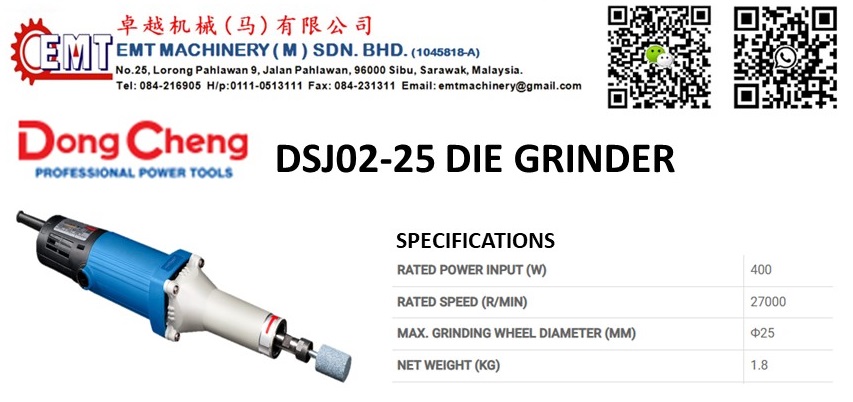 卓越机械(马)有限公司
EMT
EMT MACHINERY ( M ) SDN. BHD. (1045818-A)
No.25, Lorong Pahlawan 9, Jalan Pahlawan, 96000 Sibu, Sarawak, Malaysia.
Tel: 084-216905 H/p:0111-0513111 Fax: 084-231311 Email: emtmachinery@gmail.com
DongCheng
PROFESSIONAL POWER TOOLS
DSJ02-25 DIE GRINDER
SPECIFICATIONS
RATED POWER INPUT (W) 400
RATED SPEED (R/MIN) 27000
MAX. GRINDING WHEEL DIAMETER (MM) Φ25
NET WEIGHT (KG) 1.8